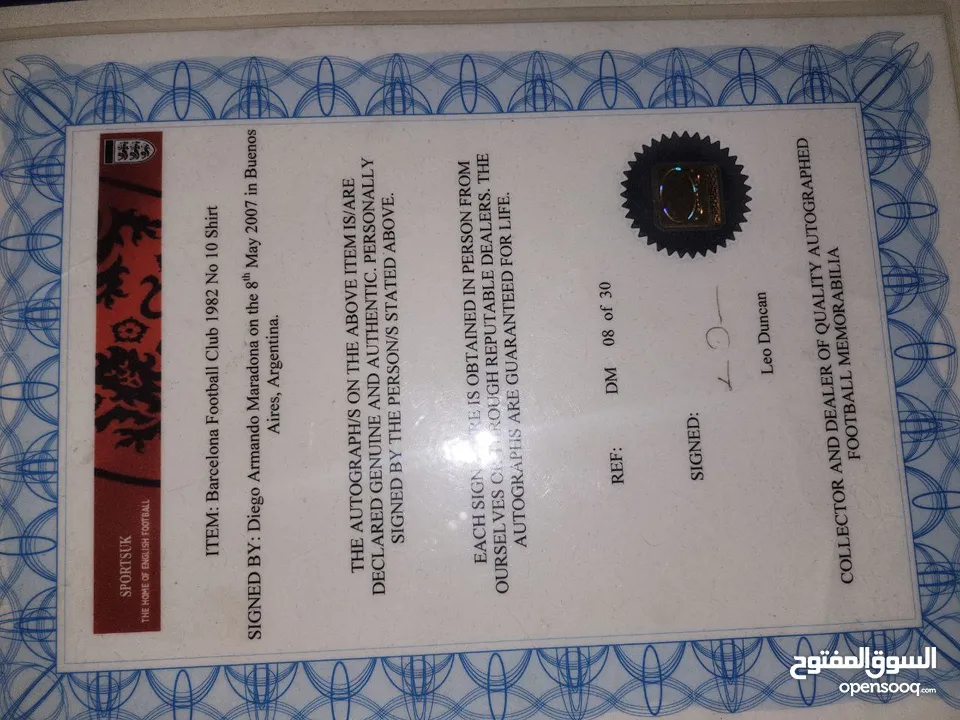 SPORTSUK
THE HOME OF ENGLISH FOOTBALL
ITEM: Barcelona Football Club 1982 No 10 Shirt
SIGNED BY: Diego Armando Maradona on the 8th May 2007 in Buenos
Aires, Argentina.
THE AUTOGRAPH/S ON THE ABOVE ITEM IS/ARE
DECLARED GENUINE AND AUTHENTIC. PERSONALLY
SIGNED BY THE PERSON/S STATED ABOVE.
EACH IS OBTAINED IN PERSON FROM
OURSELVES OR THROUGH REPUTABLE DEALERS. THE
AUTOGRAPHS ARE GUARANTEED FOR LIFE.
REF: DM 08 of 30
SIGNED:
Leo Duncan
COLLECTOR AND DEALER OF QUALITY AUTOGRAPHED
FOOTBALL MEMORABILIA
السوق المفتوح
opensooq.com